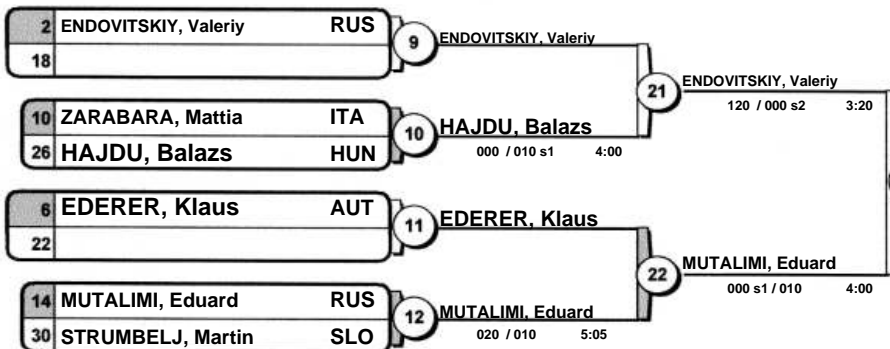 2 ENDOVITSKIY, Valeriy RUS
18
9
ENDOVITSKIY, Valeriy
10 ZARABARA, Mattia ITA
26 HAJDU, Balazs HUN
10
HAJDU, Balazs
000 / 010 s1 4:00
21
ENDOVITSKIY, Valeriy
120 / 000 s2 3:20
6 EDERER, Klaus AUT
22
11
EDERER, Klaus
14 MUTALIMI, Eduard RUS
30 STRUMBELJ, Martin SLO
12
MUTALIMI, Eduard
020 / 010 5:05
22
MUTALIMI, Eduard
000 s1 / 010 4:00